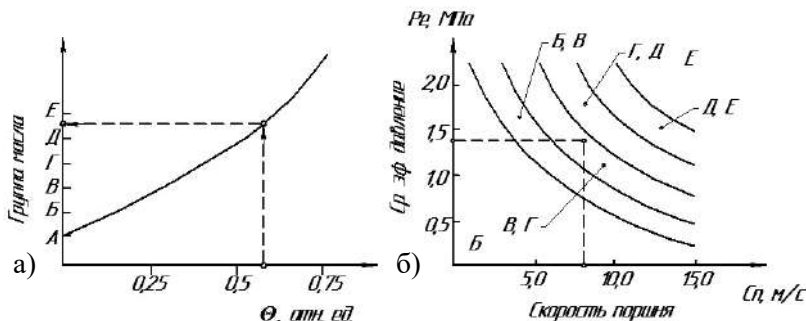 Pe, МПа
Группа масла
Е
Д
Г
В
Б
А
0,25
0,5
0,75
Θ, отн. ед.
а)
Ср. эф. давление
2,0
1,5
1,0
0,5
Б, В
Г, Д
Е
Д, Е
В, Г
Б
5,0
10,0
15,0
Сп, м/с
Скорость поршня
б)